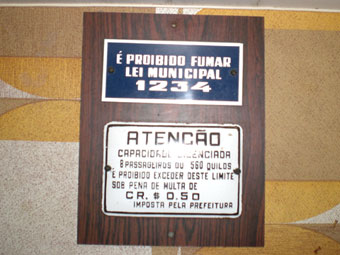 É PROIBIDO FUMAR
LEI MUNICIPAL
1234
ATENCÃO
CAPACIDADE LICENCIADA
8 PASSAGEIROS OU 560 QUILOS
É PROIBIDO EXCEDER DESTE LIMITE
SOB PENA DE MULTA DE
CR. $ 0.50
IMPOSTA PELA PREFEITURA